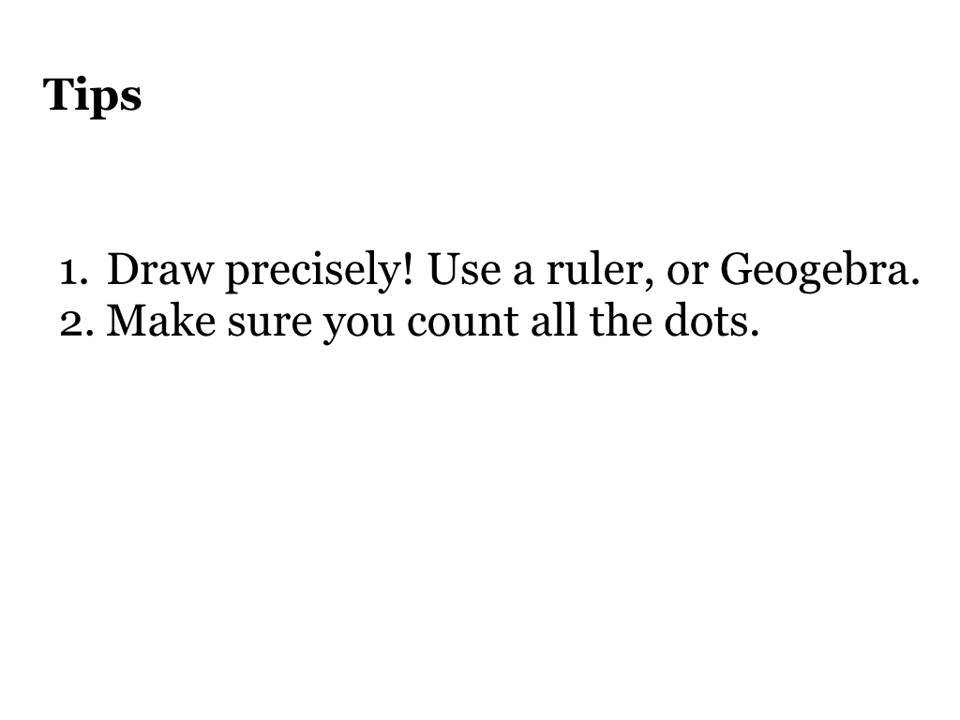 Tips
1. Draw precisely! Use a ruler, or Geogebra.
2. Make sure you count all the dots.